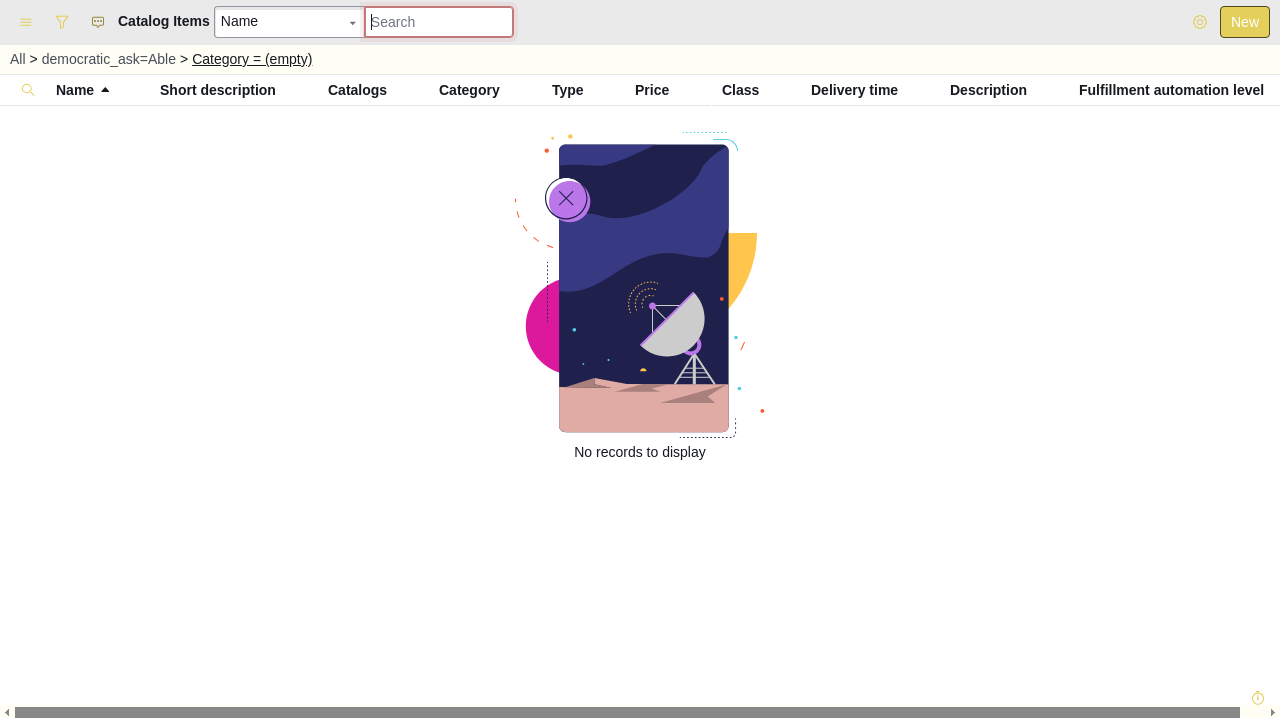 Catalog Items Name Search New
All > democratic_ask=Able > Category = (empty)
Name Short description Catalogs Category Type Price Class Delivery time Description Fulfillment automation level
No records to display